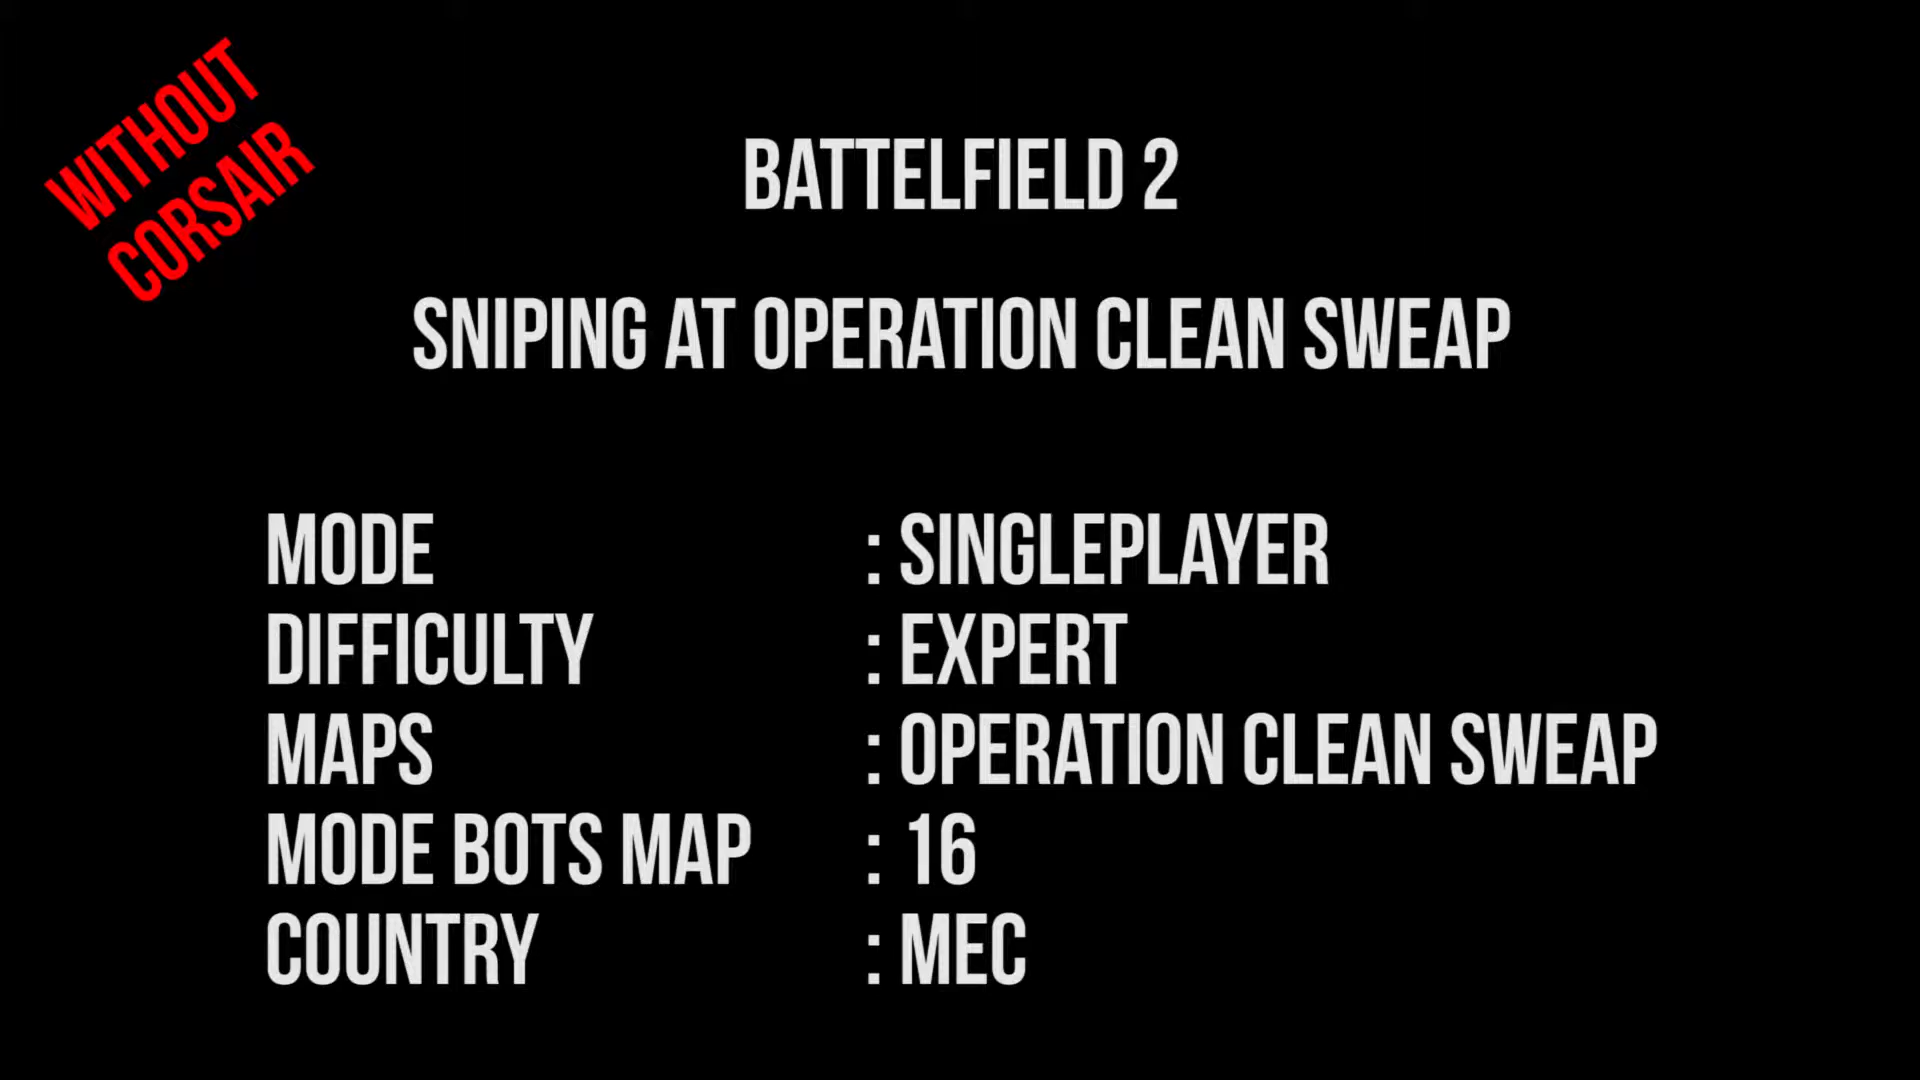 WITHOUT
CORSAIR
BATTELFIELD 2
SNIPING AT OPERATION CLEAN SWEAP
MODE : SINGLEPLAYER
DIFFICULTY : EXPERT
MAPS : OPERATION CLEAN SWEAP
MODE BOTS MAP : 16
COUNTRY : MEC